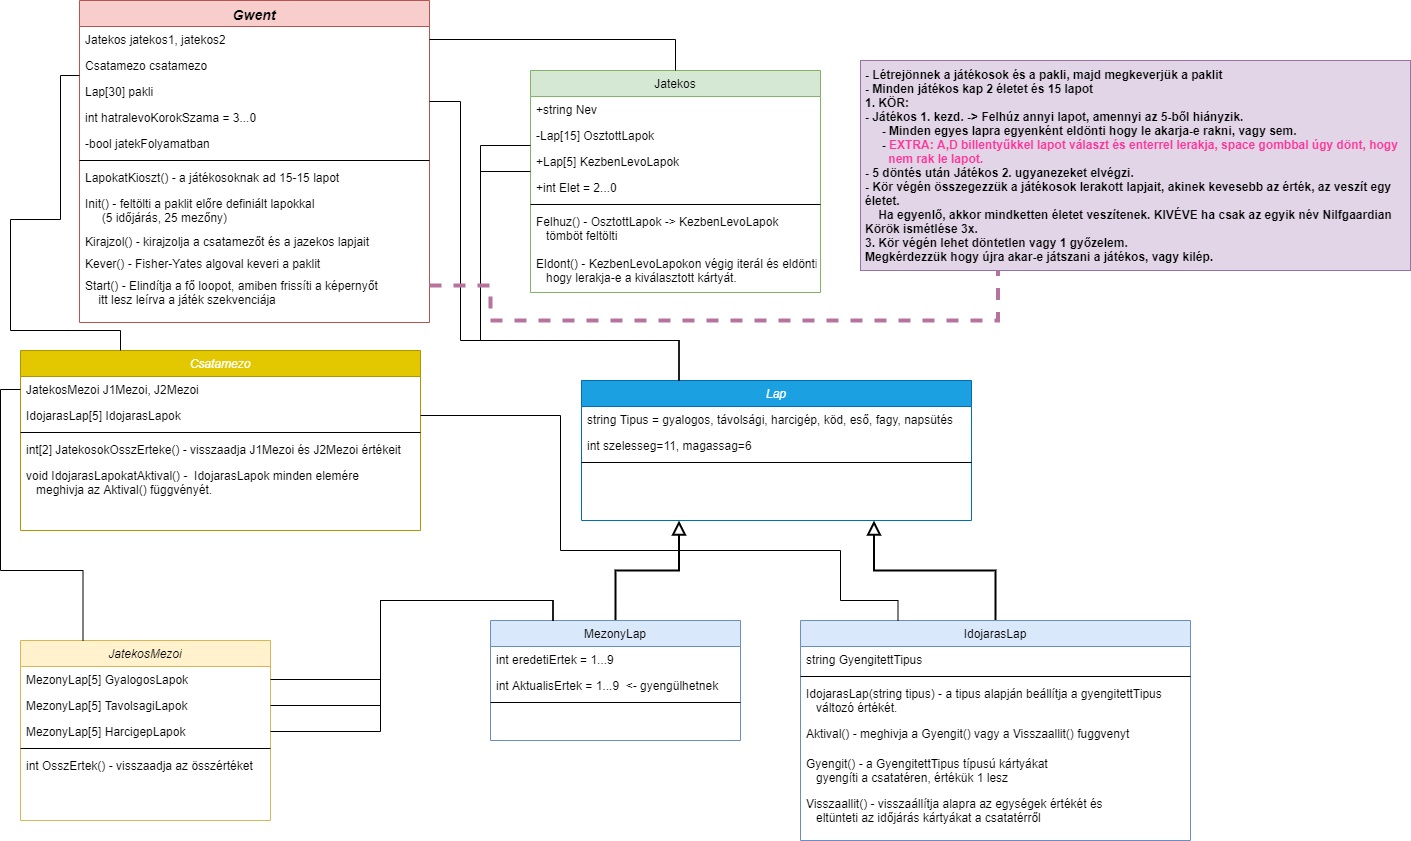 Gwent
Jatekos jatekos1, jatekos2
Csatamezo csatamezo
Lap[30] pakli
int hatralevoKorokSzama = 3...0
-bool jatekFolyamatban
LapokatKioszt() - a játékosoknak ad 15-15 lapot
Init() - feltölti a paklit előre definiált lapokkal
(5 időjárás, 25 mezőny)
Kirajzol() - kirajzolja a csatamezőt és a jazekos lapjait
Kever() - Fisher-Yates algoval keveri a paklit
Start() - Elindítja a fő loopot, amiben frissíti a képernyőt
itt lesz leírva a játék szekvenciája
Jatekos
+string Nev
-Lap[15] OsztottLapok
+Lap[5] KezbenLevoLapok
+int Elet = 2...0
Felhuz() - OsztottLapok -> KezbenLevoLapok
tömböt feltölti
Eldont() - KezbenLevoLapokon végig iterál és eldönti
hogy lerakja-e a kiválasztott kártyát.
- Létrejönnek a játékosok és a pakli, majd megkeverjük a paklit
- Minden játékos kap 2 életet és 15 lapot
1. KÖR:
- Játékos 1. kezd. -> Felhúz annyi lapot, amennyi az 5-ből hiányzik.
- Minden egyes lapra egyenként eldönti hogy le akarja-e rakni, vagy sem.
- EXTRA: A,D billentyűkkel lapot választ és enterrel lerakja, space gombbal úgy dönt, hogy
nem rak le lapot.
- 5 döntés után Játékos 2. ugyanezeket elvégzi.
- Kör végén összegezzük a játékosok lerakott lapjait, akinek kevesebb az érték, az veszít egy
életet.
Ha egyenlő, akkor mindketten életet veszítenek. KIVÉVE ha csak az egyik név Nilfgaardian
Körök ismétlése 3x.
3. Kör végén lehet döntetlen vagy 1 győzelem.
Megkérdezzük hogy újra akar-e játszani a játékos, vagy kilép.
Csatamezo
JatekosMezoi J1Mezoi, J2Mezoi
IdojarasLap[5] IdojarasLapok
int[2] JatekosokOsszErteke() - visszaadja J1Mezoi és J2Mezoi értékeit
void IdojarasLapokatAktival() -  IdojarasLapok minden elemére
meghivja az Aktival() függvényét.
Lap
string Tipus = gyalogos, távolsági, harcigép, köd, eső, fagy, napsütés
int szelesseg=11, magassag=6
JatekosMezoi
MezonyLap[5] GyalogosLapok
MezonyLap[5] TavolsagiLapok
MezonyLap[5] HarcigepLapok
int OsszErtek() - visszaadja az összértéket
MezonyLap
int eredetiErtek = 1...9
int AktualisErtek = 1...9  <- gyengülhetnek
IdojarasLap
string GyengitettTipus
IdojarasLap(string tipus) - a tipus alapján beállítja a gyengitettTipus
változó értékét.
Aktival() - meghivja a Gyengit() vagy a Visszaallit() fuggvenyt
Gyengit() - a GyengitettTipus típusú kártyákat
gyengíti a csatatéren, értékük 1 lesz
Visszaallit() - visszaállítja alapra az egységek értékét és
eltünteti az időjárás kártyákat a csatatérről